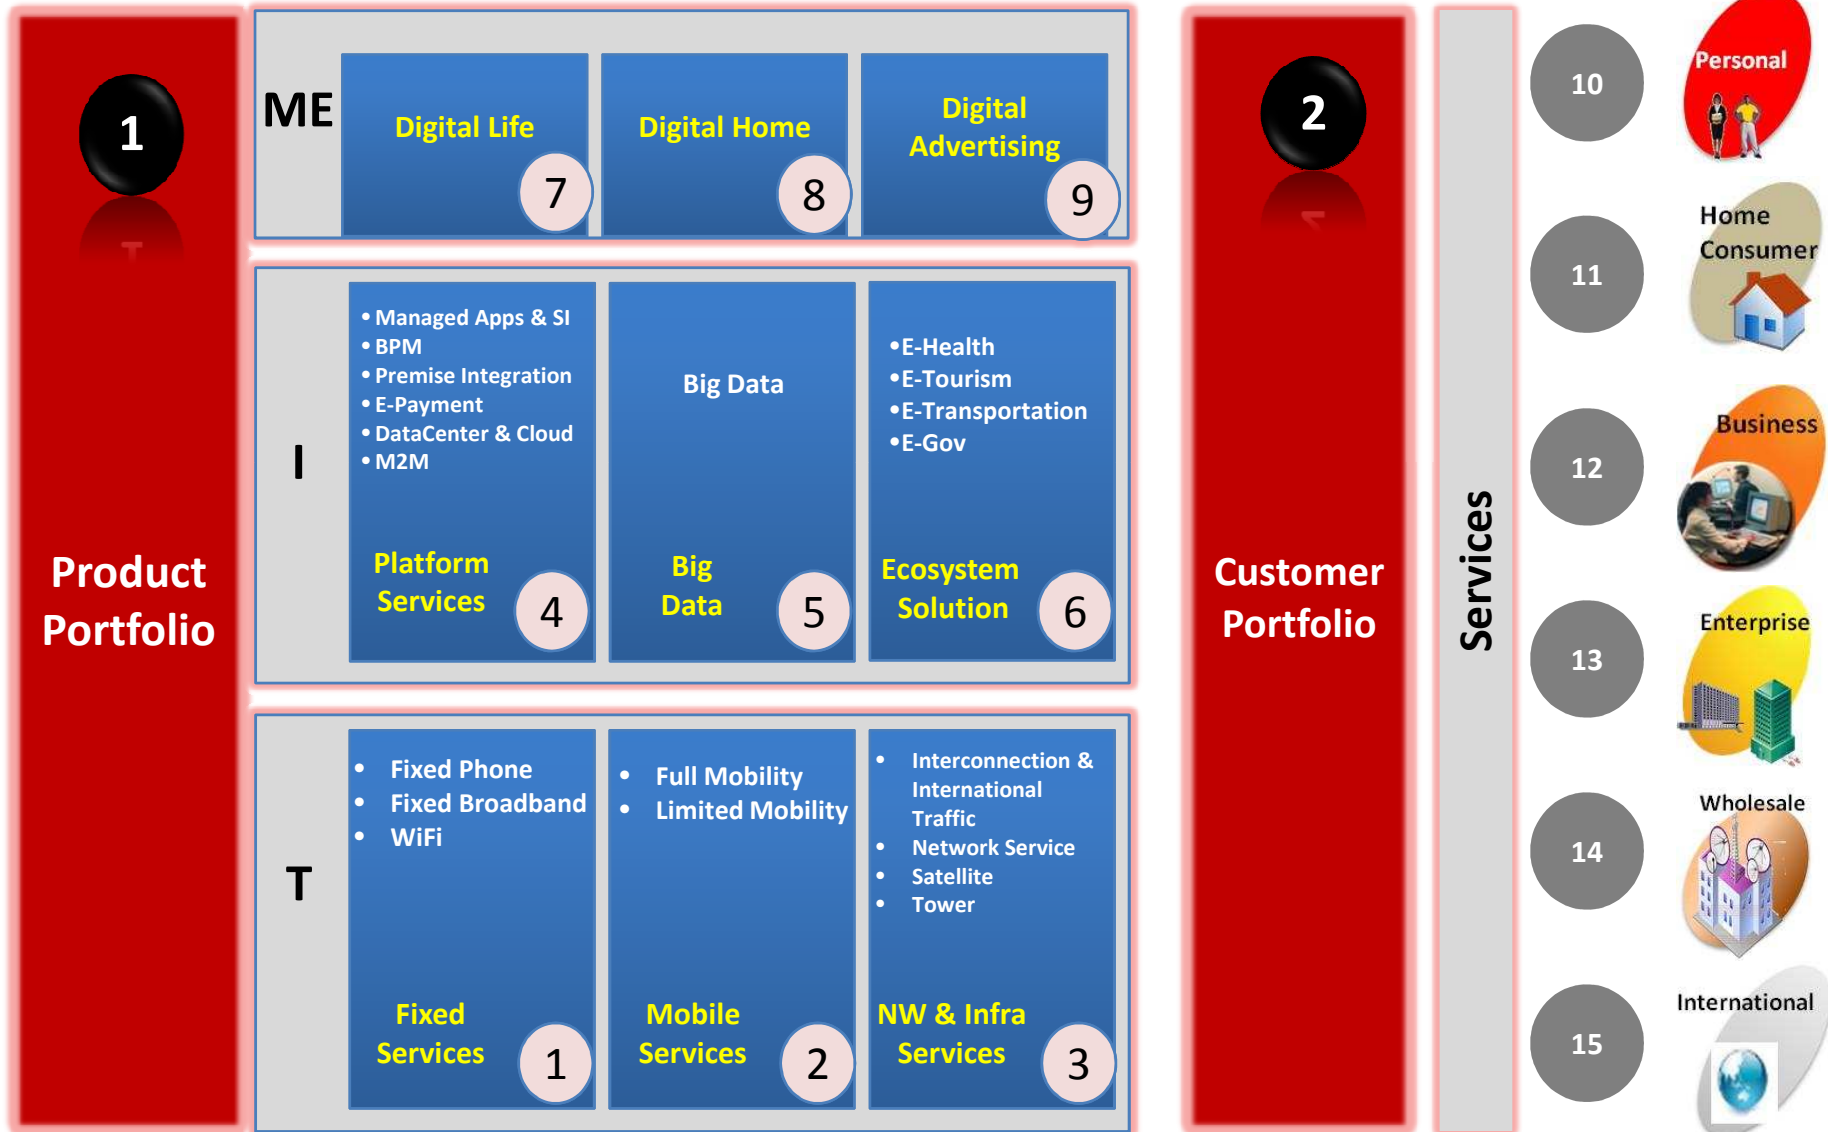 1
Product
Portfolio
ME
Digital Life
7
Digital Home
8
Digital
Advertising
9
I
• Managed Apps & SI
• BPM
• Premise Integration
• E-Payment
• DataCenter & Cloud
• M2M
Platform
Services
4
Big Data
Big
Data
5
• E-Health
• E-Tourism
• E-Transportation
• E-Gov
Ecosystem
Solution
6
T
• Fixed Phone
• Fixed Broadband
• WiFi
Fixed
Services
1
• Full Mobility
• Limited Mobility
Mobile
Services
2
• Interconnection &
International
Traffic
• Network Service
• Satellite
• Tower
NW & Infra
Services
3
2
Customer
Portfolio
Services
10
Personal
11
Home
Consumer
12
Business
13
Enterprise
14
Wholesale
15
International